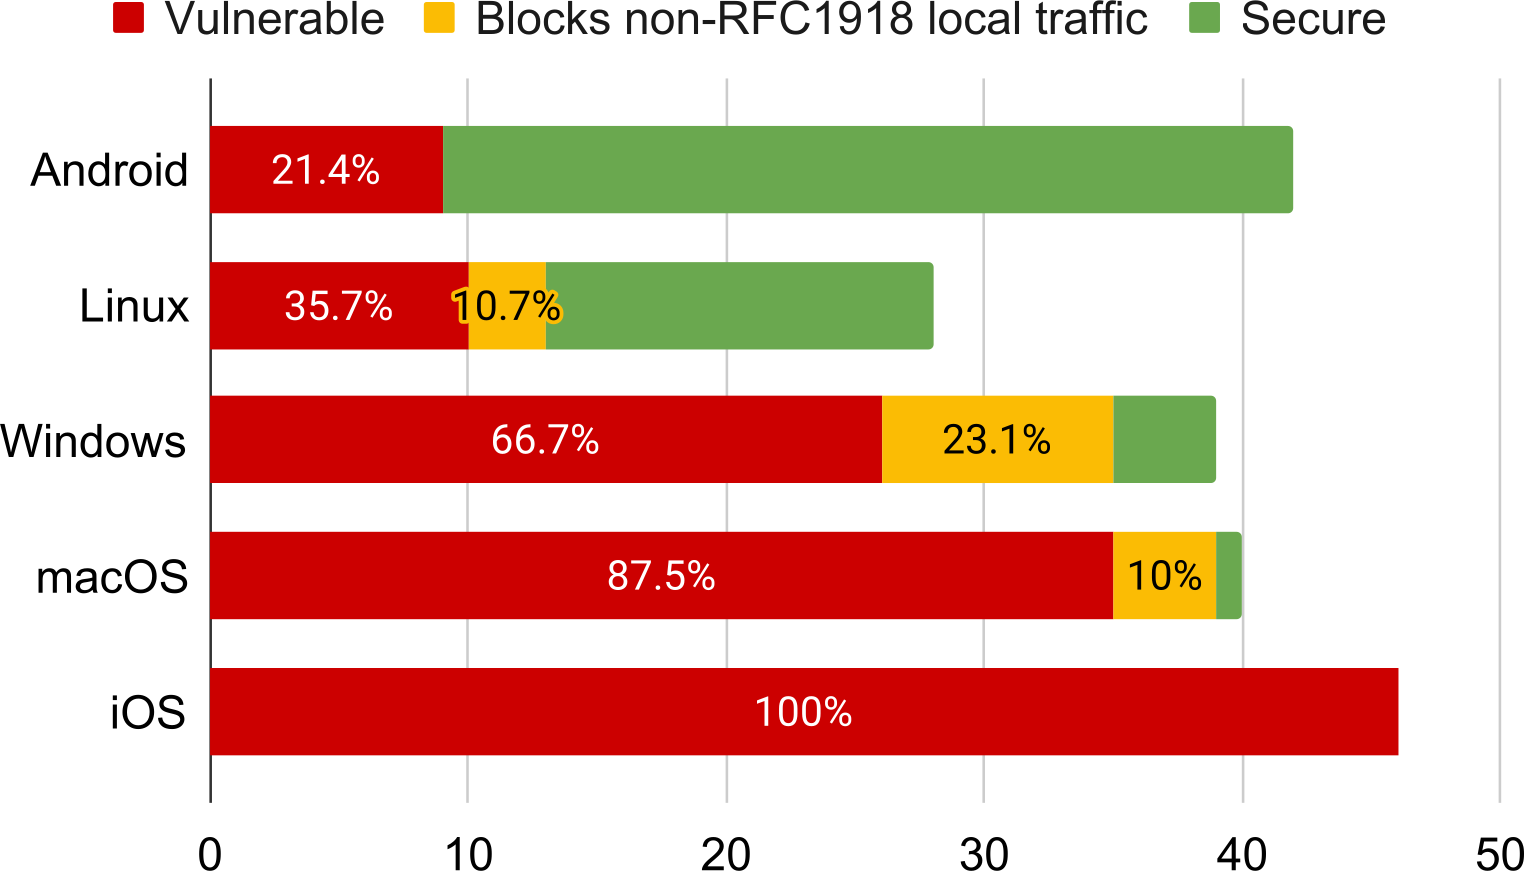 Vulnerable Blocks non-RFC1918 local traffic Secure
Android 21.4%
Linux 35.7% 10.7%
Windows 66.7% 23.1%
macOS 87.5% 10%
iOS 100%
0 10 20 30 40 50